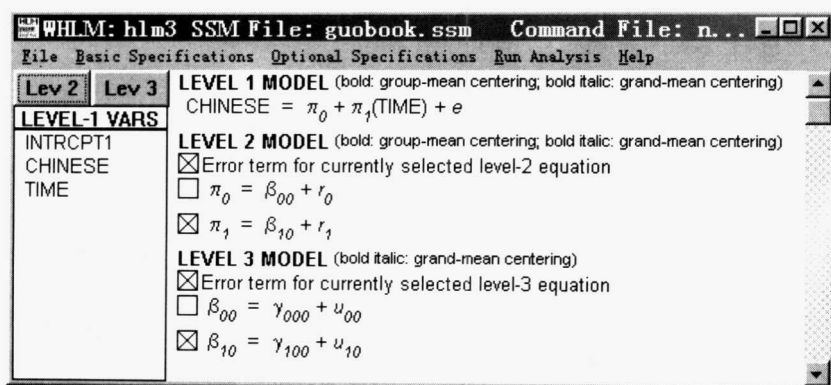 WHLM: hlm3 SSM File: guobook.ssm Command File: n...
File Basic Specifications Optional Specifications Run Analysis Help
Lev 2 Lev 3
LEVEL-1 VARS
INTRCPT1
CHINESE
TIME
LEVEL 1 MODEL (bold: group-mean centering; bold italic: grand-mean centering)
CHINESE = π₀ + π₁(TIME) + e
LEVEL 2 MODEL (bold: group-mean centering; bold italic: grand-mean centering)
Error term for currently selected level-2 equation
π₀ = β₀₀ + r₀
π₁ = β₁₀ + r₁
LEVEL 3 MODEL (bold italic: grand-mean centering)
Error term for currently selected level-3 equation
β₀₀ = γ₀₀₀ + u₀₀
β₁₀ = γ₁₀₀ + u₁₀